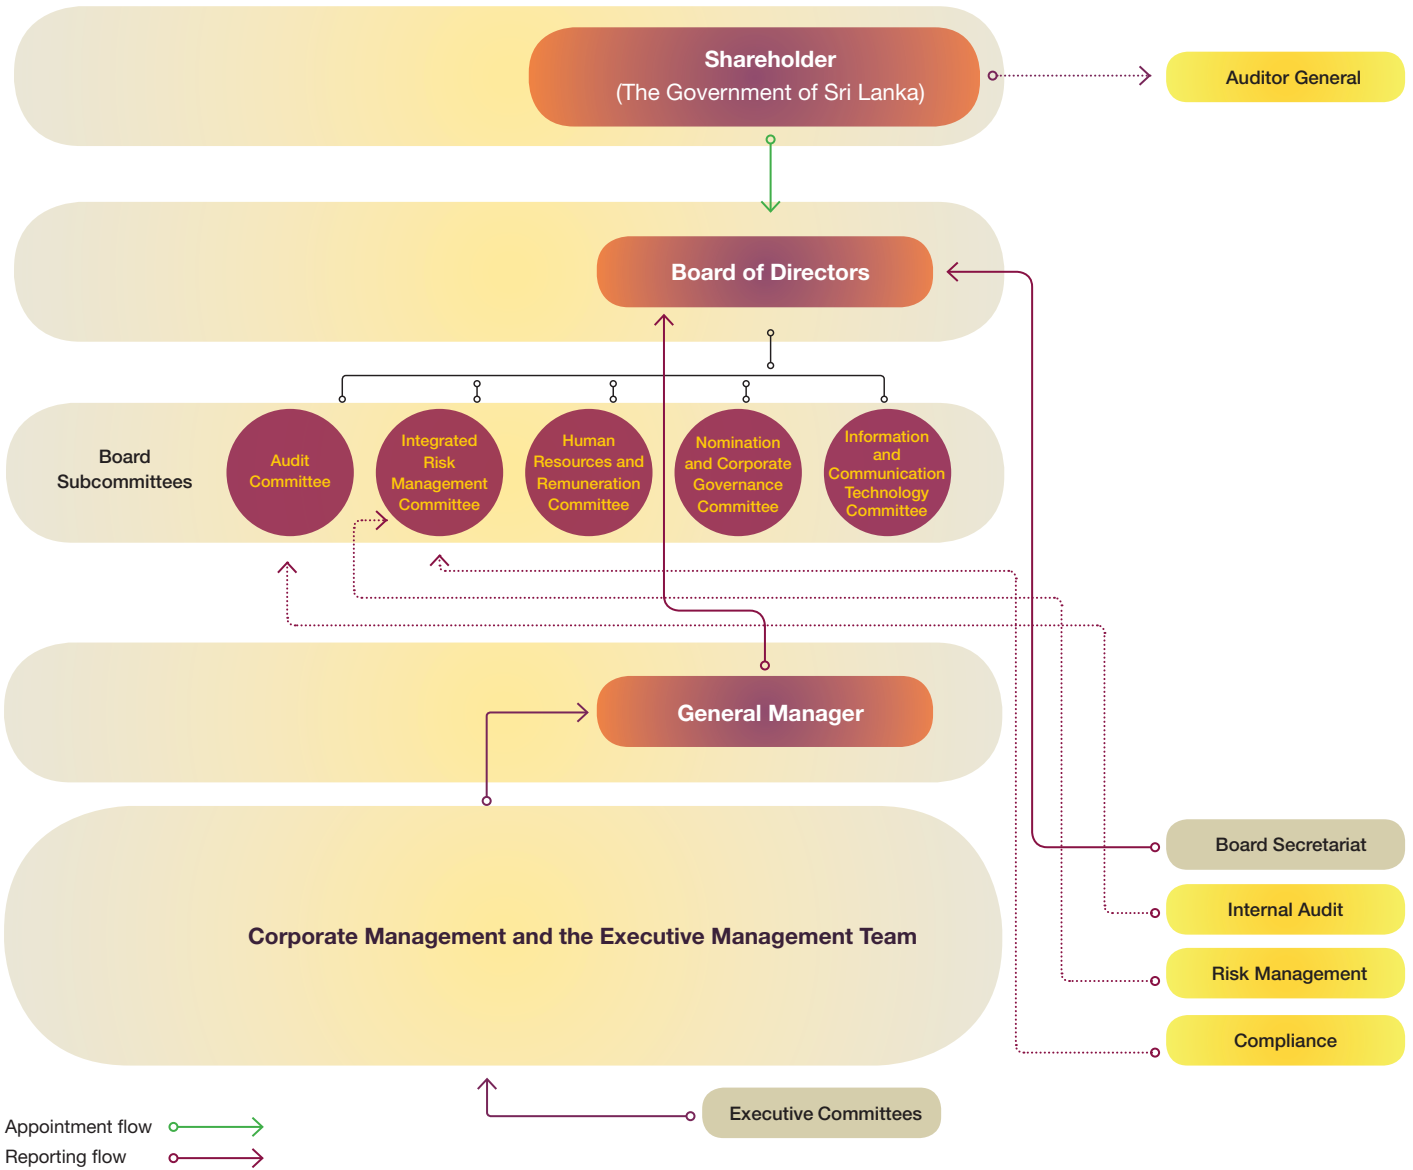 Shareholder
(The Government of Sri Lanka)
Auditor General
Board of Directors
Board
Subcommittees
Audit
Committee
Integrated
Risk
Management
Committee
Human
Resources and
Remuneration
Committee
Nomination
and Corporate
Governance
Committee
Information
and
Communication
Technology
Committee
General Manager
Board Secretariat
Internal Audit
Corporate Management and the Executive Management Team
Risk Management
Compliance
Executive Committees
Appointment flow
Reporting flow